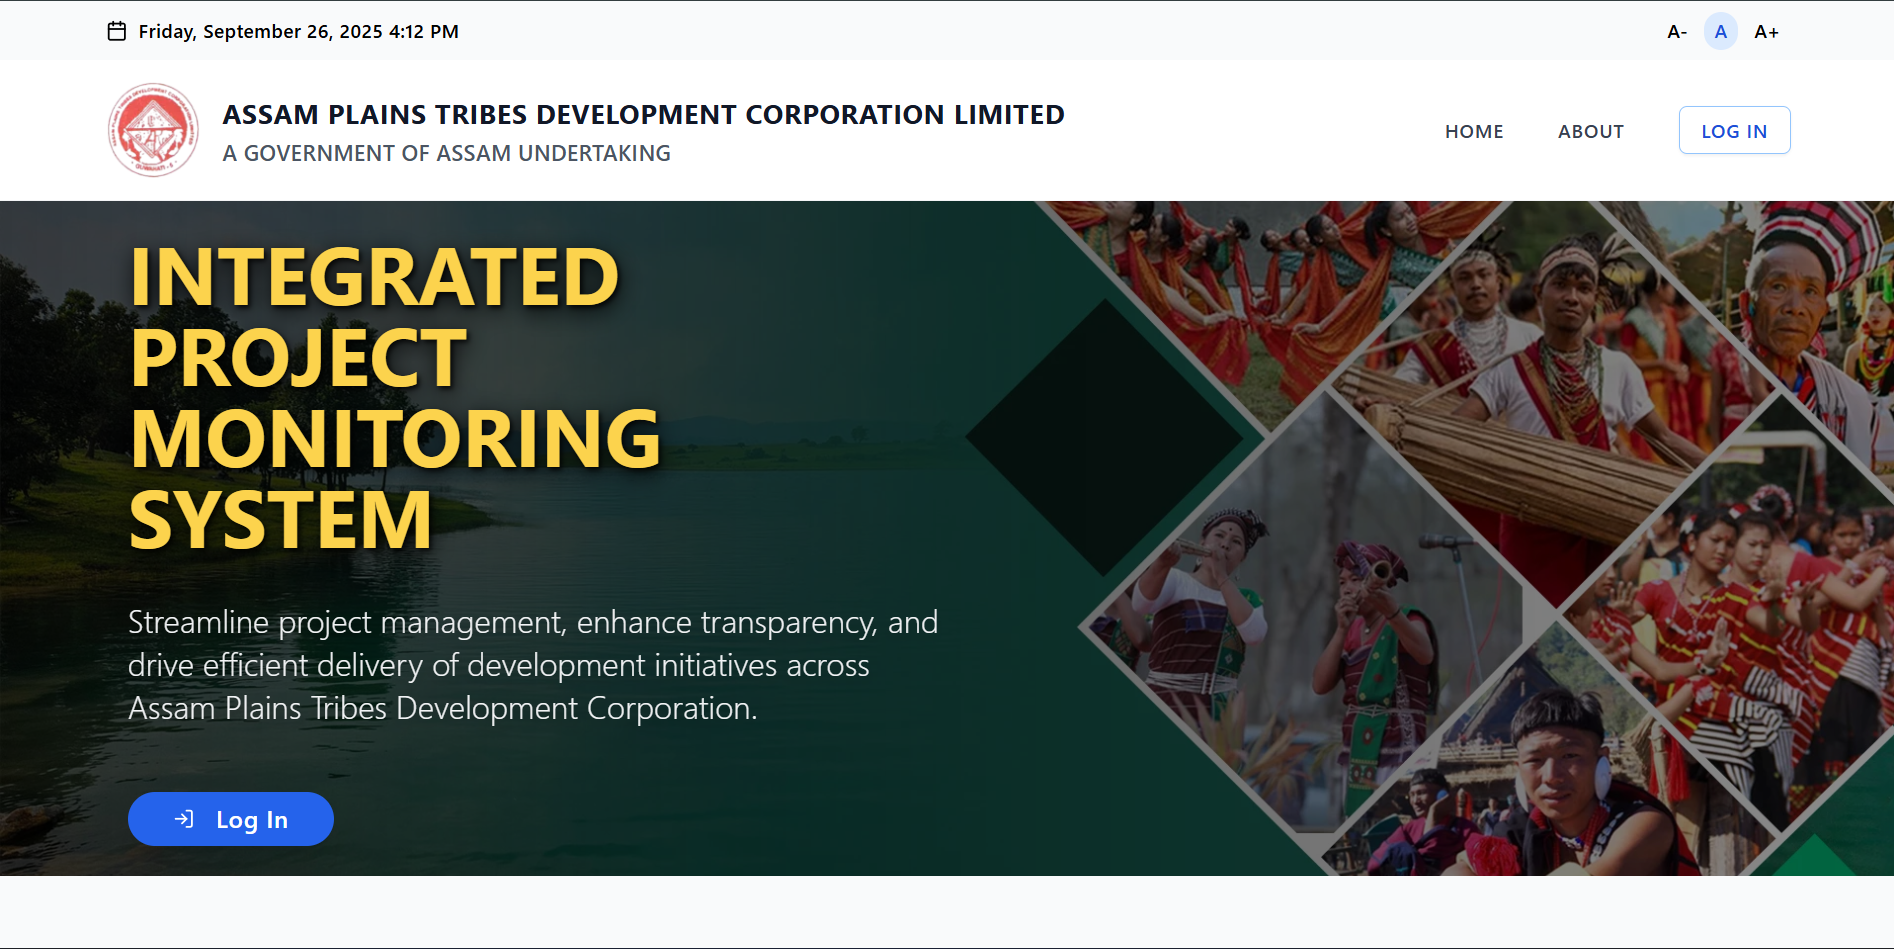 Friday, September 26, 2025 4:12 PM
A- A A+
ASSAM PLAINS TRIBES DEVELOPMENT CORPORATION LIMITED
A GOVERNMENT OF ASSAM UNDERTAKING
HOME ABOUT LOG IN
INTEGRATED
PROJECT
MONITORING
SYSTEM
Streamline project management, enhance transparency, and
drive efficient delivery of development initiatives across
Assam Plains Tribes Development Corporation.
Log In